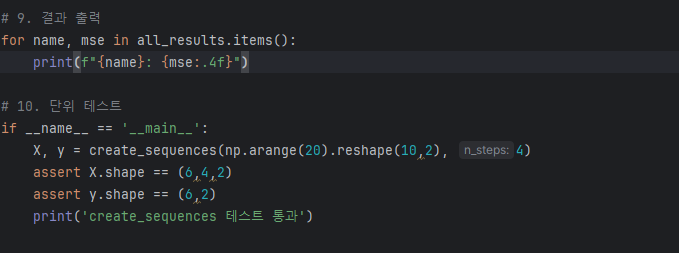 # 9. 결과 출력
for name, mse in all_results.items():
    print(f"{name}: {mse:.4f}")
# 10. 단위 테스트
if __name__ == '__main__':
    X, y = create_sequences(np.arange(20).reshape(10,2), n_steps: 4)
    assert X.shape == (6,4,2)
    assert y.shape == (6,2)
    print('create_sequences 테스트 통과')